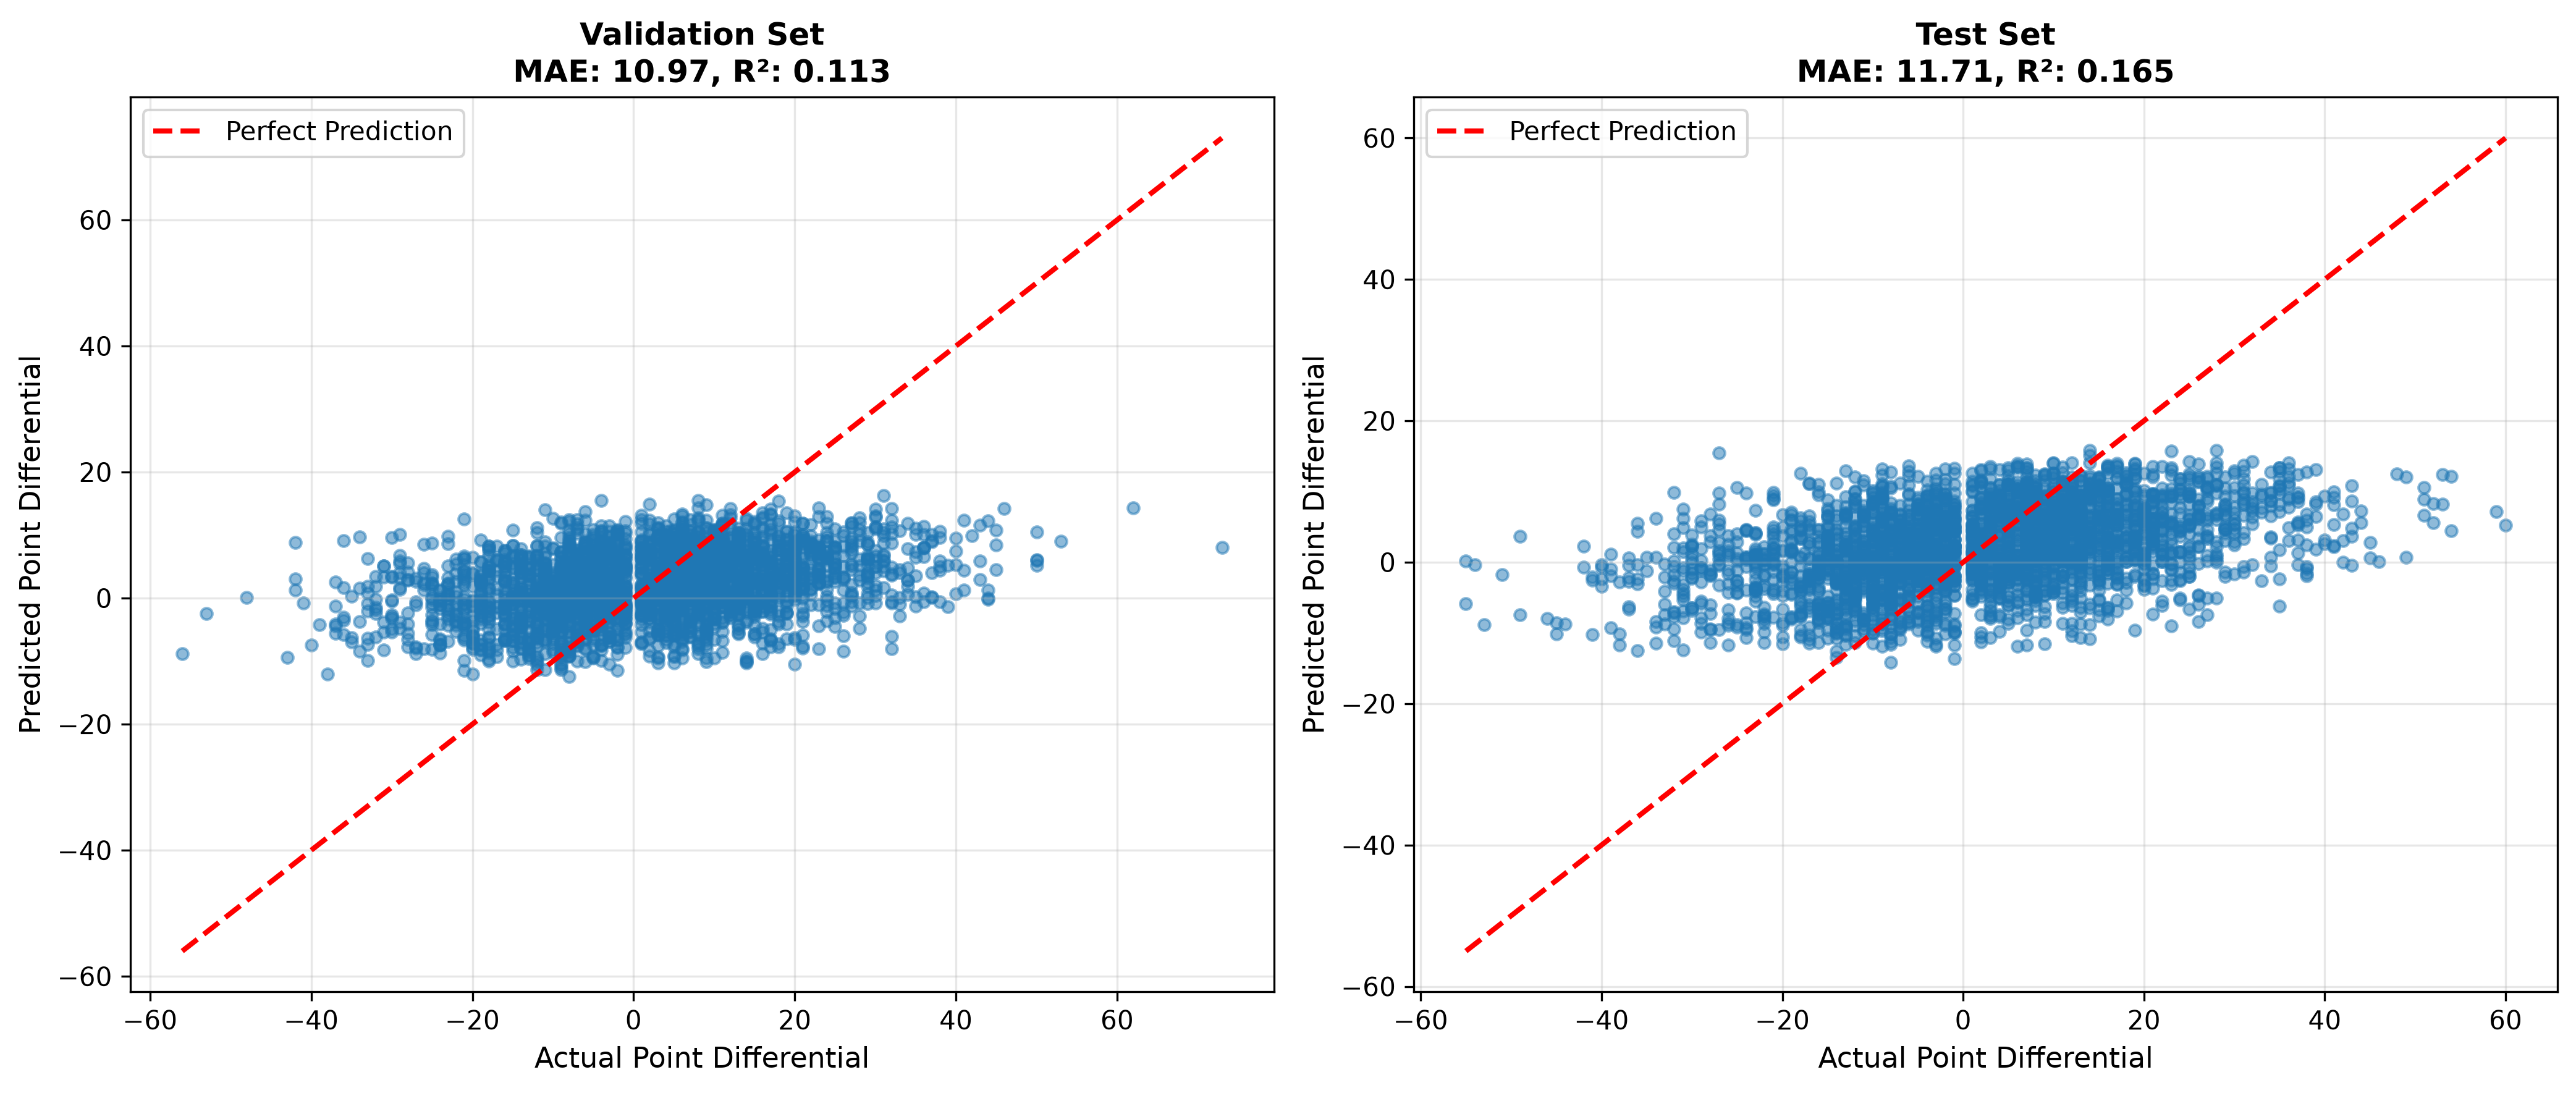 Validation Set
MAE: 10.97, R²: 0.113
Perfect Prediction
Predicted Point Differential
60
40
20
0
−20
−40
−60
−60 −40 −20 0 20 40 60
Actual Point Differential
Test Set
MAE: 11.71, R²: 0.165
Perfect Prediction
Predicted Point Differential
60
40
20
0
−20
−40
−60
−60 −40 −20 0 20 40 60
Actual Point Differential